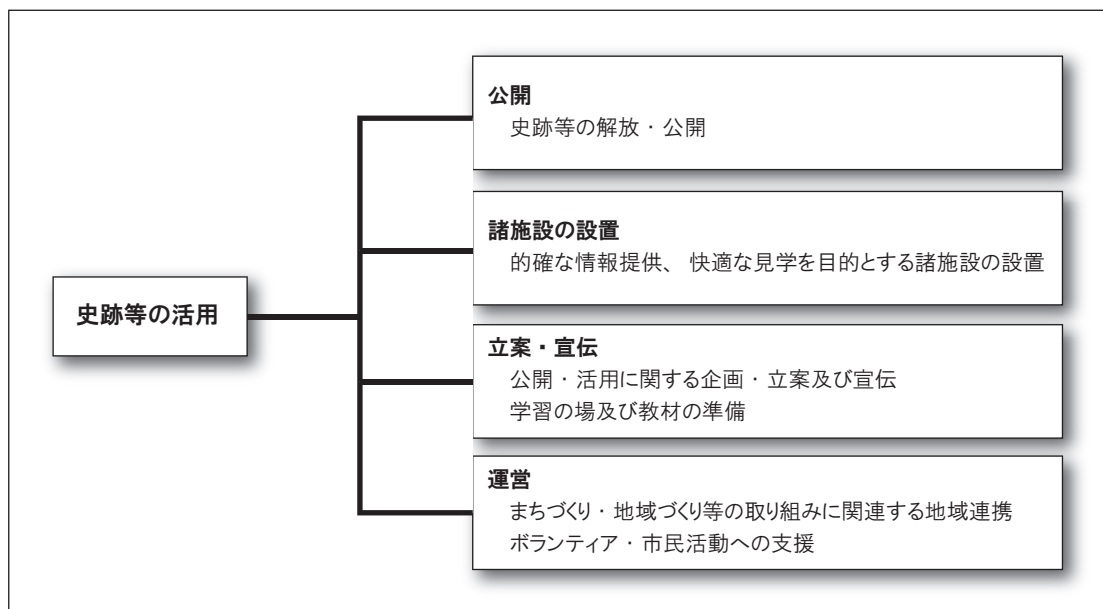 史跡等の活用
公開
史跡等の解放・公開
諸施設の設置
的確な情報提供、快適な見学を目的とする諸施設の設置
立案・宣伝
公開・活用に関する企画・立案及び宣伝
学習の場及び教材の準備
運営
まちづくり・地域づくり等の取り組みに関連する地域連携
ボランティア・市民活動への支援